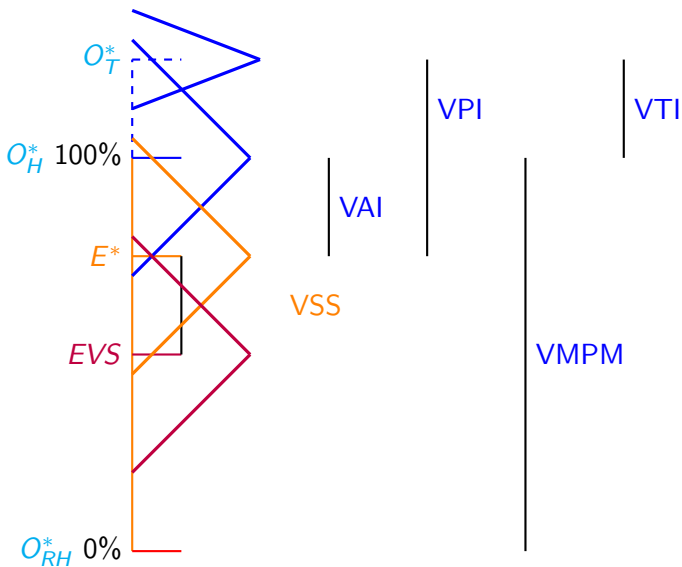 O*T
VPI
VTI
O*H 100%
VAI
E*
VSS
EVS
VMPM
O*RH 0%